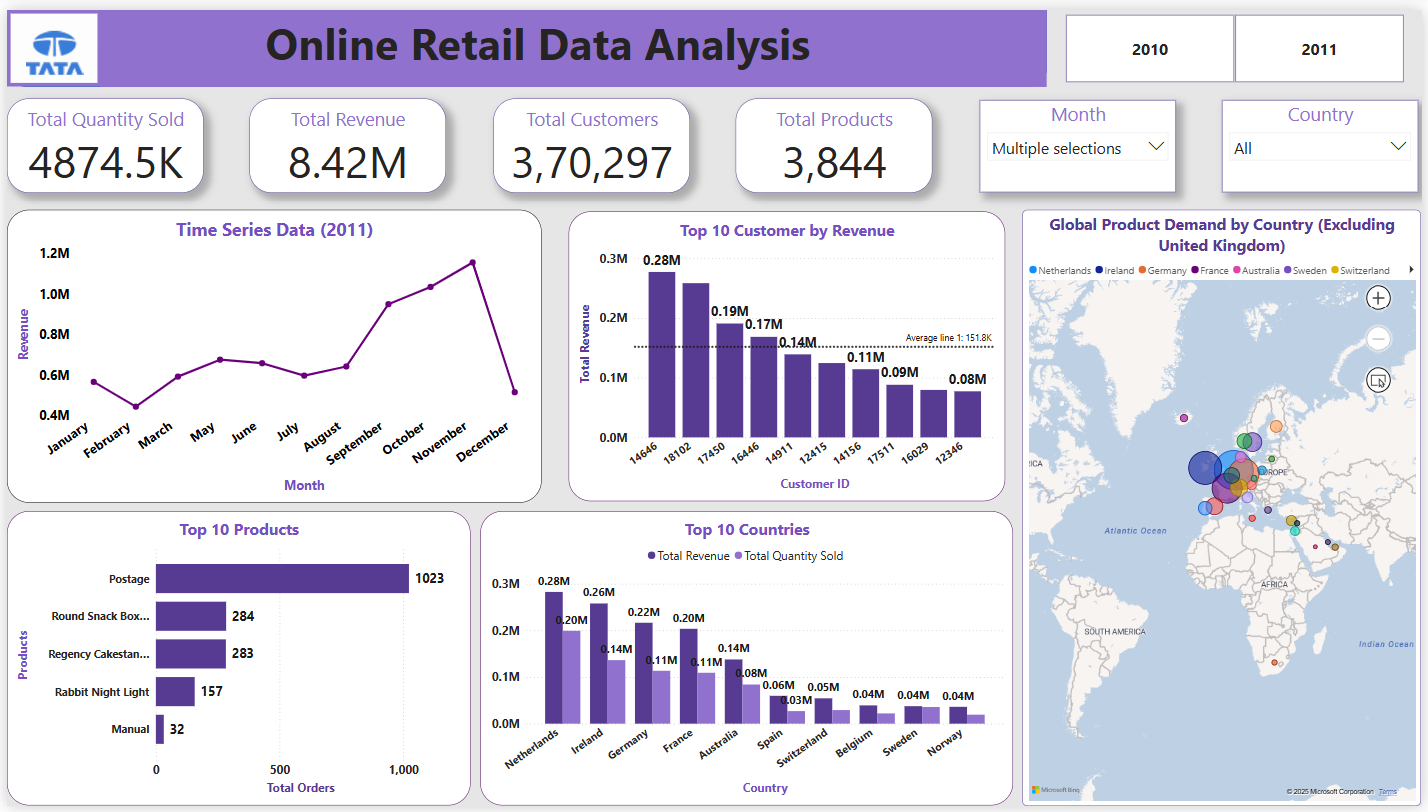 TATA
Online Retail Data Analysis
2010
2011
Total Quantity Sold
4874.5K
Total Revenue
8.42M
Total Customers
3,70,297
Total Products
3,844
Month
Multiple selections
Country
All
Time Series Data (2011)
Revenue
1.2M
1.0M
0.8M
0.6M
0.4M
January
February
March
May
June
July
August
September
October
November
December
Month
Top 10 Customer by Revenue
Total Revenue
0.3M
0.2M
0.1M
0.0M
0.28M
0.19M
0.17M
0.14M
0.11M
0.09M
0.08M
Average line 1: 151.8K
14646
18102
17450
16446
14911
12415
14156
17511
16029
12346
Customer ID
Global Product Demand by Country (Excluding
United Kingdom)
Netherlands Ireland Germany France Australia Sweden Switzerland
RICA
EUROPE
Atlantic Ocean
AFRICA
SOUTH AMERICA
Indian Ocean
Microsoft Bing
© 2025 Microsoft Corporation Terms
Top 10 Products
Products
Postage
1023
Round Snack Box...
284
Regency Cakestan...
283
Rabbit Night Light
157
Manual
32
0
500
1,000
Total Orders
Top 10 Countries
Total Revenue Total Quantity Sold
0.3M
0.2M
0.1M
0.0M
0.28M
0.20M
0.26M
0.14M
0.22M
0.11M
0.20M
0.11M
0.14M
0.08M
0.06M
0.03M
0.05M
0.04M
0.04M
0.04M
Netherlands
Ireland
Germany
France
Australia
Spain
Switzerland
Belgium
Sweden
Norway
Country